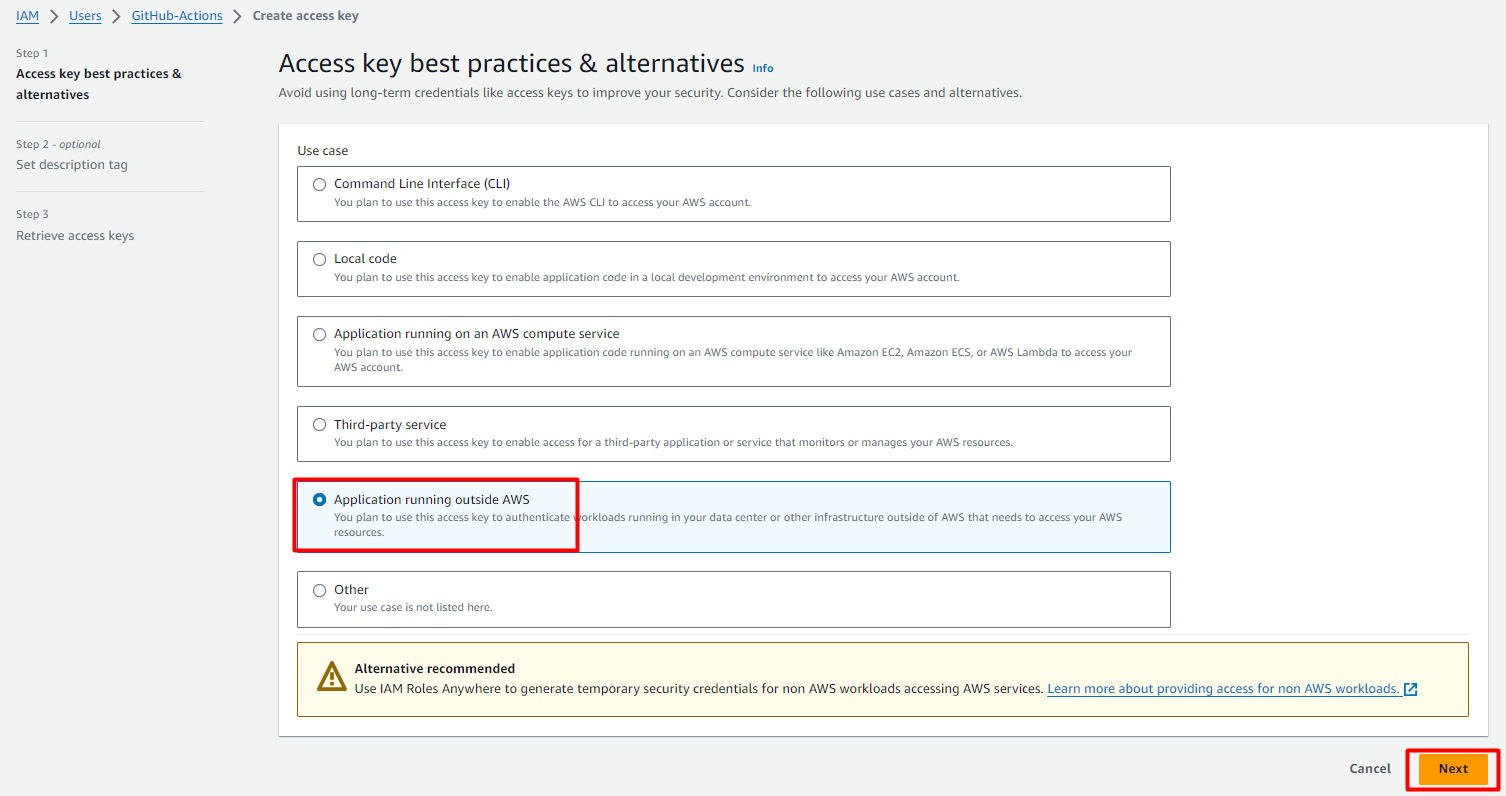 IAM > Users > GitHub-Actions > Create access key
Step 1
Access key best practices &
alternatives
Step 2 - optional
Set description tag
Step 3
Retrieve access keys
Access key best practices & alternatives Info
Avoid using long-term credentials like access keys to improve your security. Consider the following use cases and alternatives.
Use case
Command Line Interface (CLI)
You plan to use this access key to enable the AWS CLI to access your AWS account.
Local code
You plan to use this access key to enable application code in a local development environment to access your AWS account.
Application running on an AWS compute service
You plan to use this access key to enable application code running on an AWS compute service like Amazon EC2, Amazon ECS, or AWS Lambda to access your
AWS account.
Third-party service
You plan to use this access key to enable access for a third-party application or service that monitors or manages your AWS resources.
Application running outside AWS
You plan to use this access key to authenticate workloads running in your data center or other infrastructure outside of AWS that needs to access your AWS
resources.
Other
Your use case is not listed here.
Alternative recommended
Use IAM Roles Anywhere to generate temporary security credentials for non AWS workloads accessing AWS services. Learn more about providing access for non AWS workloads.
Cancel
Next